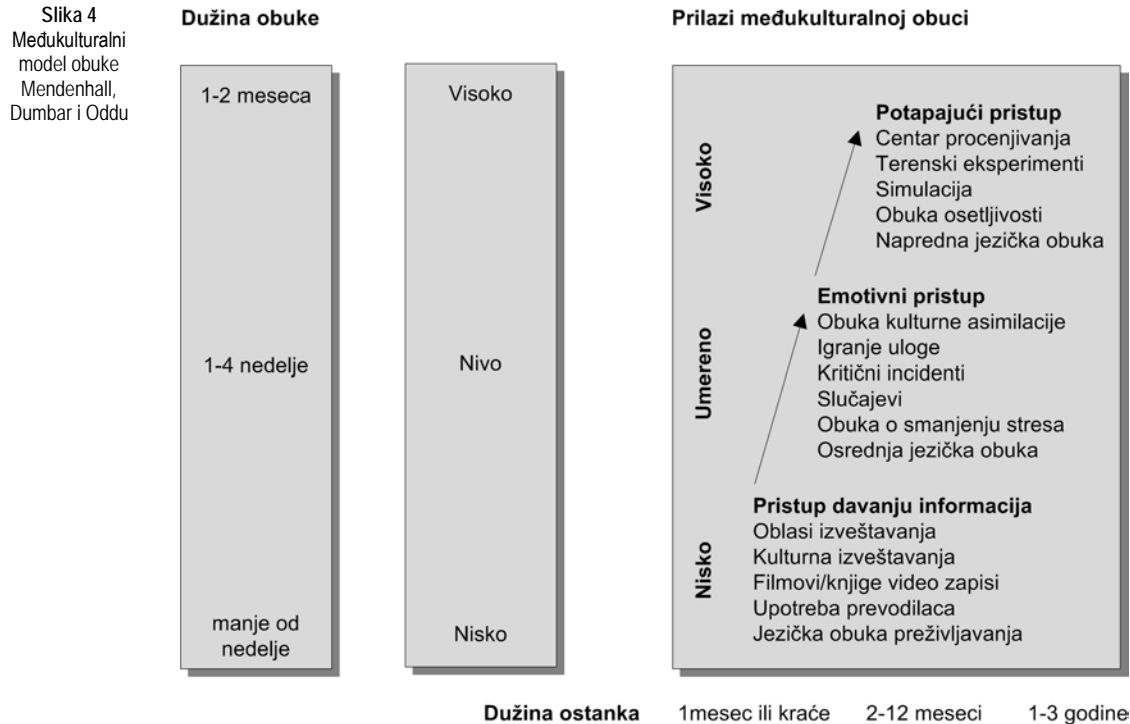 Slika 4
Međukulturalni
model obuke
Mendenhall,
Dumbar i Oddu
Dužina obuke
1-2 meseca
1-4 nedelje
manje od
nedelje
Visoko
Nivo
Nisko
Prilazi međukulturalnoj obuci
Visoko
Potapajući pristup
Centar procenjivanja
Terenski eksperimenti
Simulacija
Obuka osetljivosti
Napredna jezička obuka
Umereno
Emotivni pristup
Obuka kulturne asimilacije
Igranje uloge
Kritični incidenti
Slučajevi
Obuka o smanjenju stresa
Osrednja jezička obuka
Nisko
Pristup davanju informacija
Oblasi izveštavanja
Kulturna izveštavanja
Filmovi/knjige video zapisi
Upotreba prevodilaca
Jezička obuka preživljavanja
Dužina ostanka 1mesec ili kraće 2-12 meseci 1-3 godine